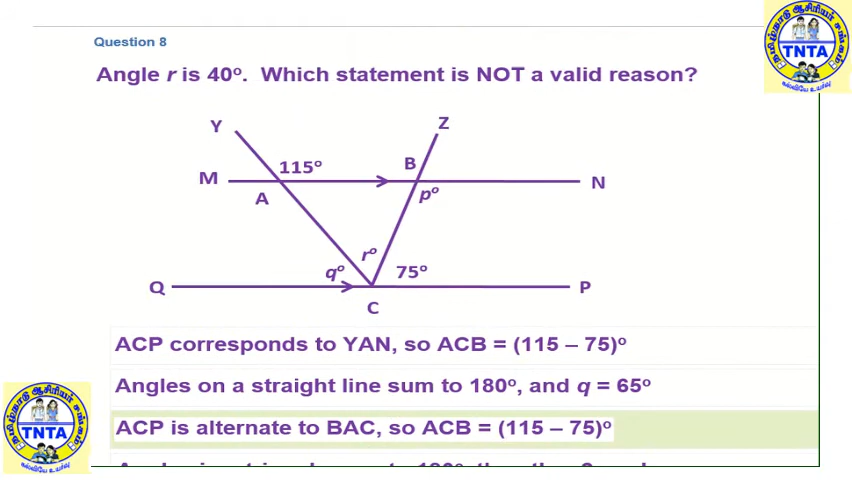 Question 8
Angle r is 40°. Which statement is NOT a valid reason?
TNTA
Y
Z
115°
B
M
N
A
p°
r°
q°
75°
Q
P
C
ACP corresponds to YAN, so ACB = (115 – 75)°
Angles on a straight line sum to 180°, and q = 65°
ACP is alternate to BAC, so ACB = (115 – 75)°
TNTA